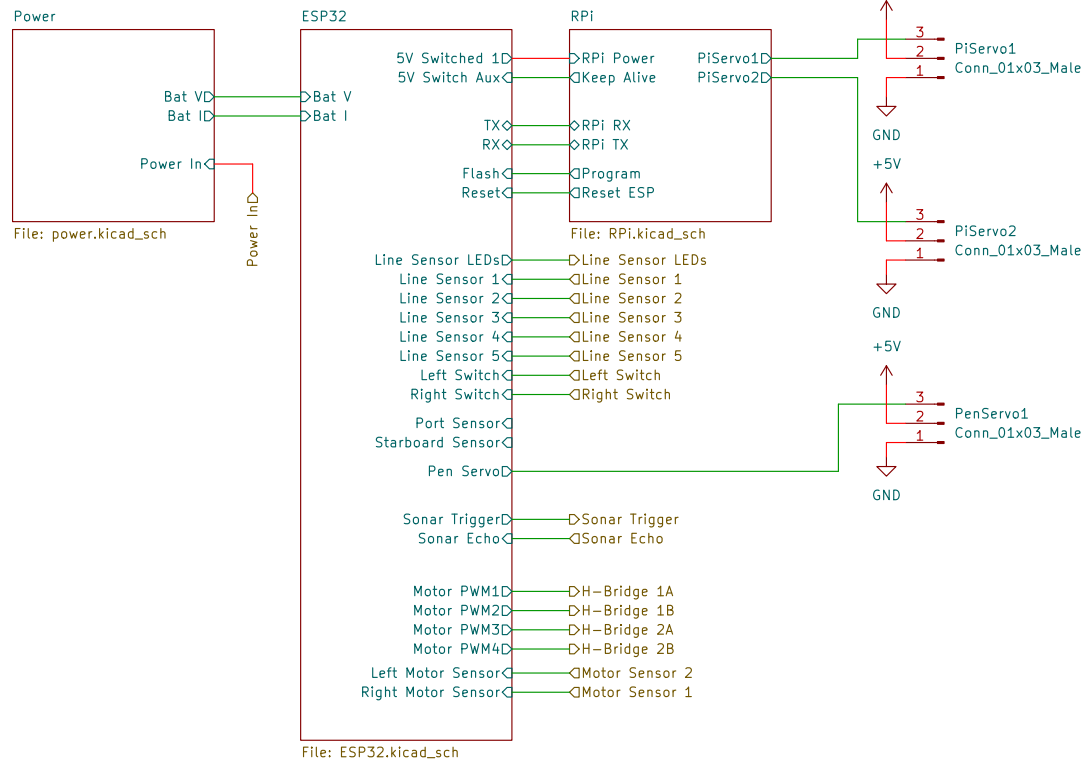 Power
Bat V
Bat I
Power In
Power In
File: power.kicad_sch
ESP32
Bat V
Bat I
5V Switched 1
5V Switch Aux
TX
RX
Flash
Reset
Line Sensor LEDs
Line Sensor 1
Line Sensor 2
Line Sensor 3
Line Sensor 4
Line Sensor 5
Left Switch
Right Switch
Port Sensor
Starboard Sensor
Pen Servo
Sonar Trigger
Sonar Echo
Motor PWM1
Motor PWM2
Motor PWM3
Motor PWM4
Left Motor Sensor
Right Motor Sensor
File: ESP32.kicad_sch
RPi
RPi Power
Keep Alive
RPi RX
RPi TX
Program
Reset ESP
PiServo1
PiServo2
File: RPi.kicad_sch
Line Sensor LEDs
Line Sensor 1
Line Sensor 2
Line Sensor 3
Line Sensor 4
Line Sensor 5
Left Switch
Right Switch
Sonar Trigger
Sonar Echo
H-Bridge 1A
H-Bridge 1B
H-Bridge 2A
H-Bridge 2B
Motor Sensor 2
Motor Sensor 1
3
2
1
PiServo1
Conn_01x03_Male
GND
+5V
3
2
1
PiServo2
Conn_01x03_Male
GND
+5V
3
2
1
PenServo1
Conn_01x03_Male
GND